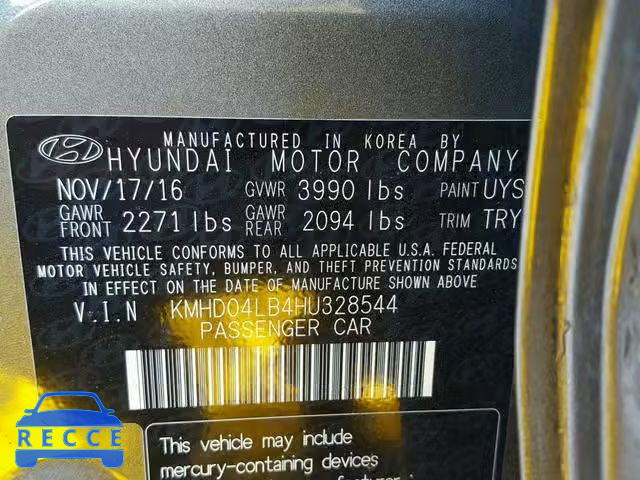 MANUFACTURED IN KOREA BY
HYUNDAI MOTOR COMPANY
NOV/17/16 GVWR 3990 lbs PAINT UYS
GAWR FRONT 2271 lbs GAWR REAR 2094 lbs TRIM TRY
THIS VEHICLE CONFORMS TO ALL APPLICABLE U.S.A. FEDERAL
MOTOR VEHICLE SAFETY, BUMPER, AND THEFT PREVENTION STANDARDS
IN EFFECT ON THE DATE OF MANUFACTURE SHOWN ABOVE
V.I.N KMHD04LB4HU328544
PASSENGER CAR
This vehicle may include
mercury-containing devices
RECCE